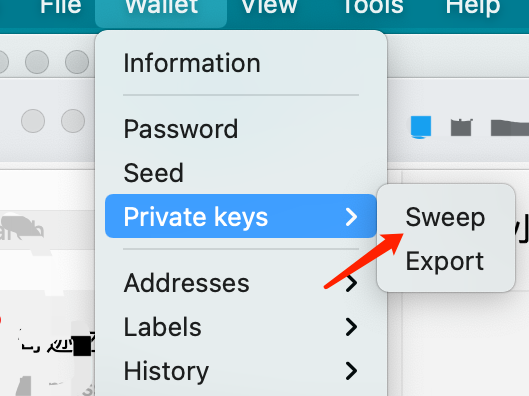 File Wallet View Tools Help
Information
Password
Seed
Private keys
Sweep
Export
Addresses
Labels
History